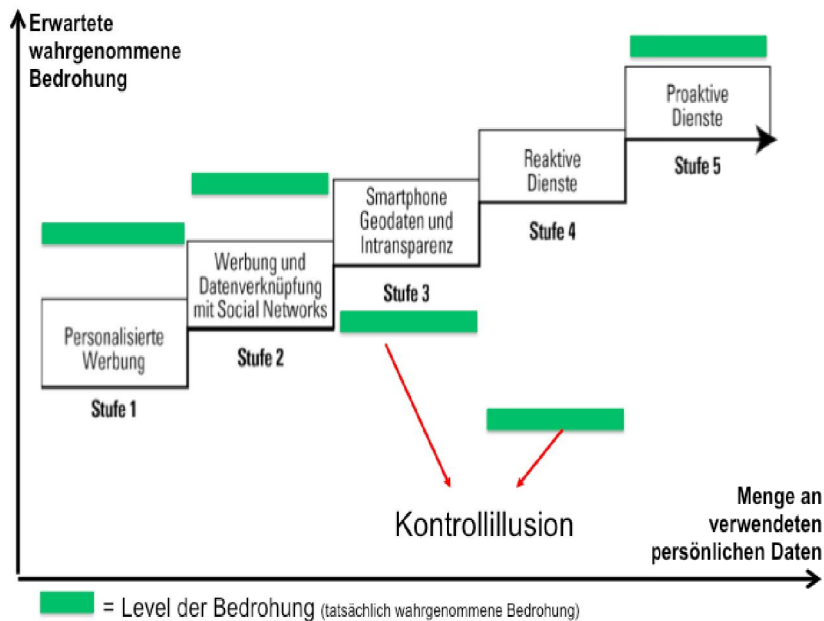 Erwartete
wahrgenommene
Bedrohung
Proaktive
Dienste
Stufe 5
Reaktive
Dienste
Stufe 4
Smartphone
Geodaten und
Intransparenz
Stufe 3
Werbung und
Datenverknüpfung
mit Social Networks
Stufe 2
Personalisierte
Werbung
Stufe 1
Kontrollillusion
Menge an
verwendeten
persönlichen Daten
= Level der Bedrohung (tatsächlich wahrgenommene Bedrohung)